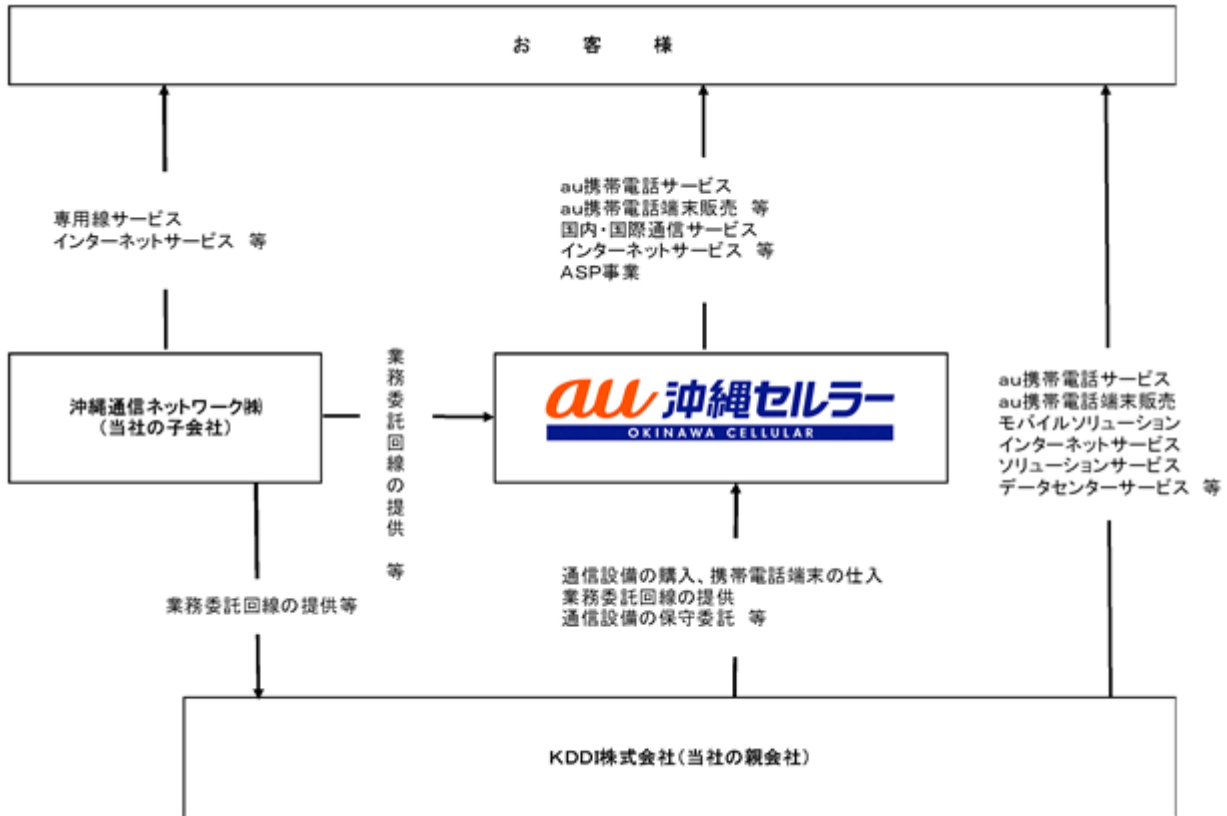 お 客 様
専用線サービス
インターネットサービス 等
au携帯電話サービス
au携帯電話端末販売 等
国内・国際通信サービス
インターネットサービス 等
ASP事業
沖縄通信ネットワーク㈱
(当社の子会社)
業務委託回線の提供 等
au 沖縄セルラー
OKINAWA CELLULAR
au携帯電話サービス
au携帯電話端末販売
モバイルソリューション
インターネットサービス
ソリューションサービス
データセンターサービス 等
業務委託回線の提供等
通信設備の購入、携帯電話端末の仕入
業務委託回線の提供
通信設備の保守委託 等
KDDI株式会社(当社の親会社)